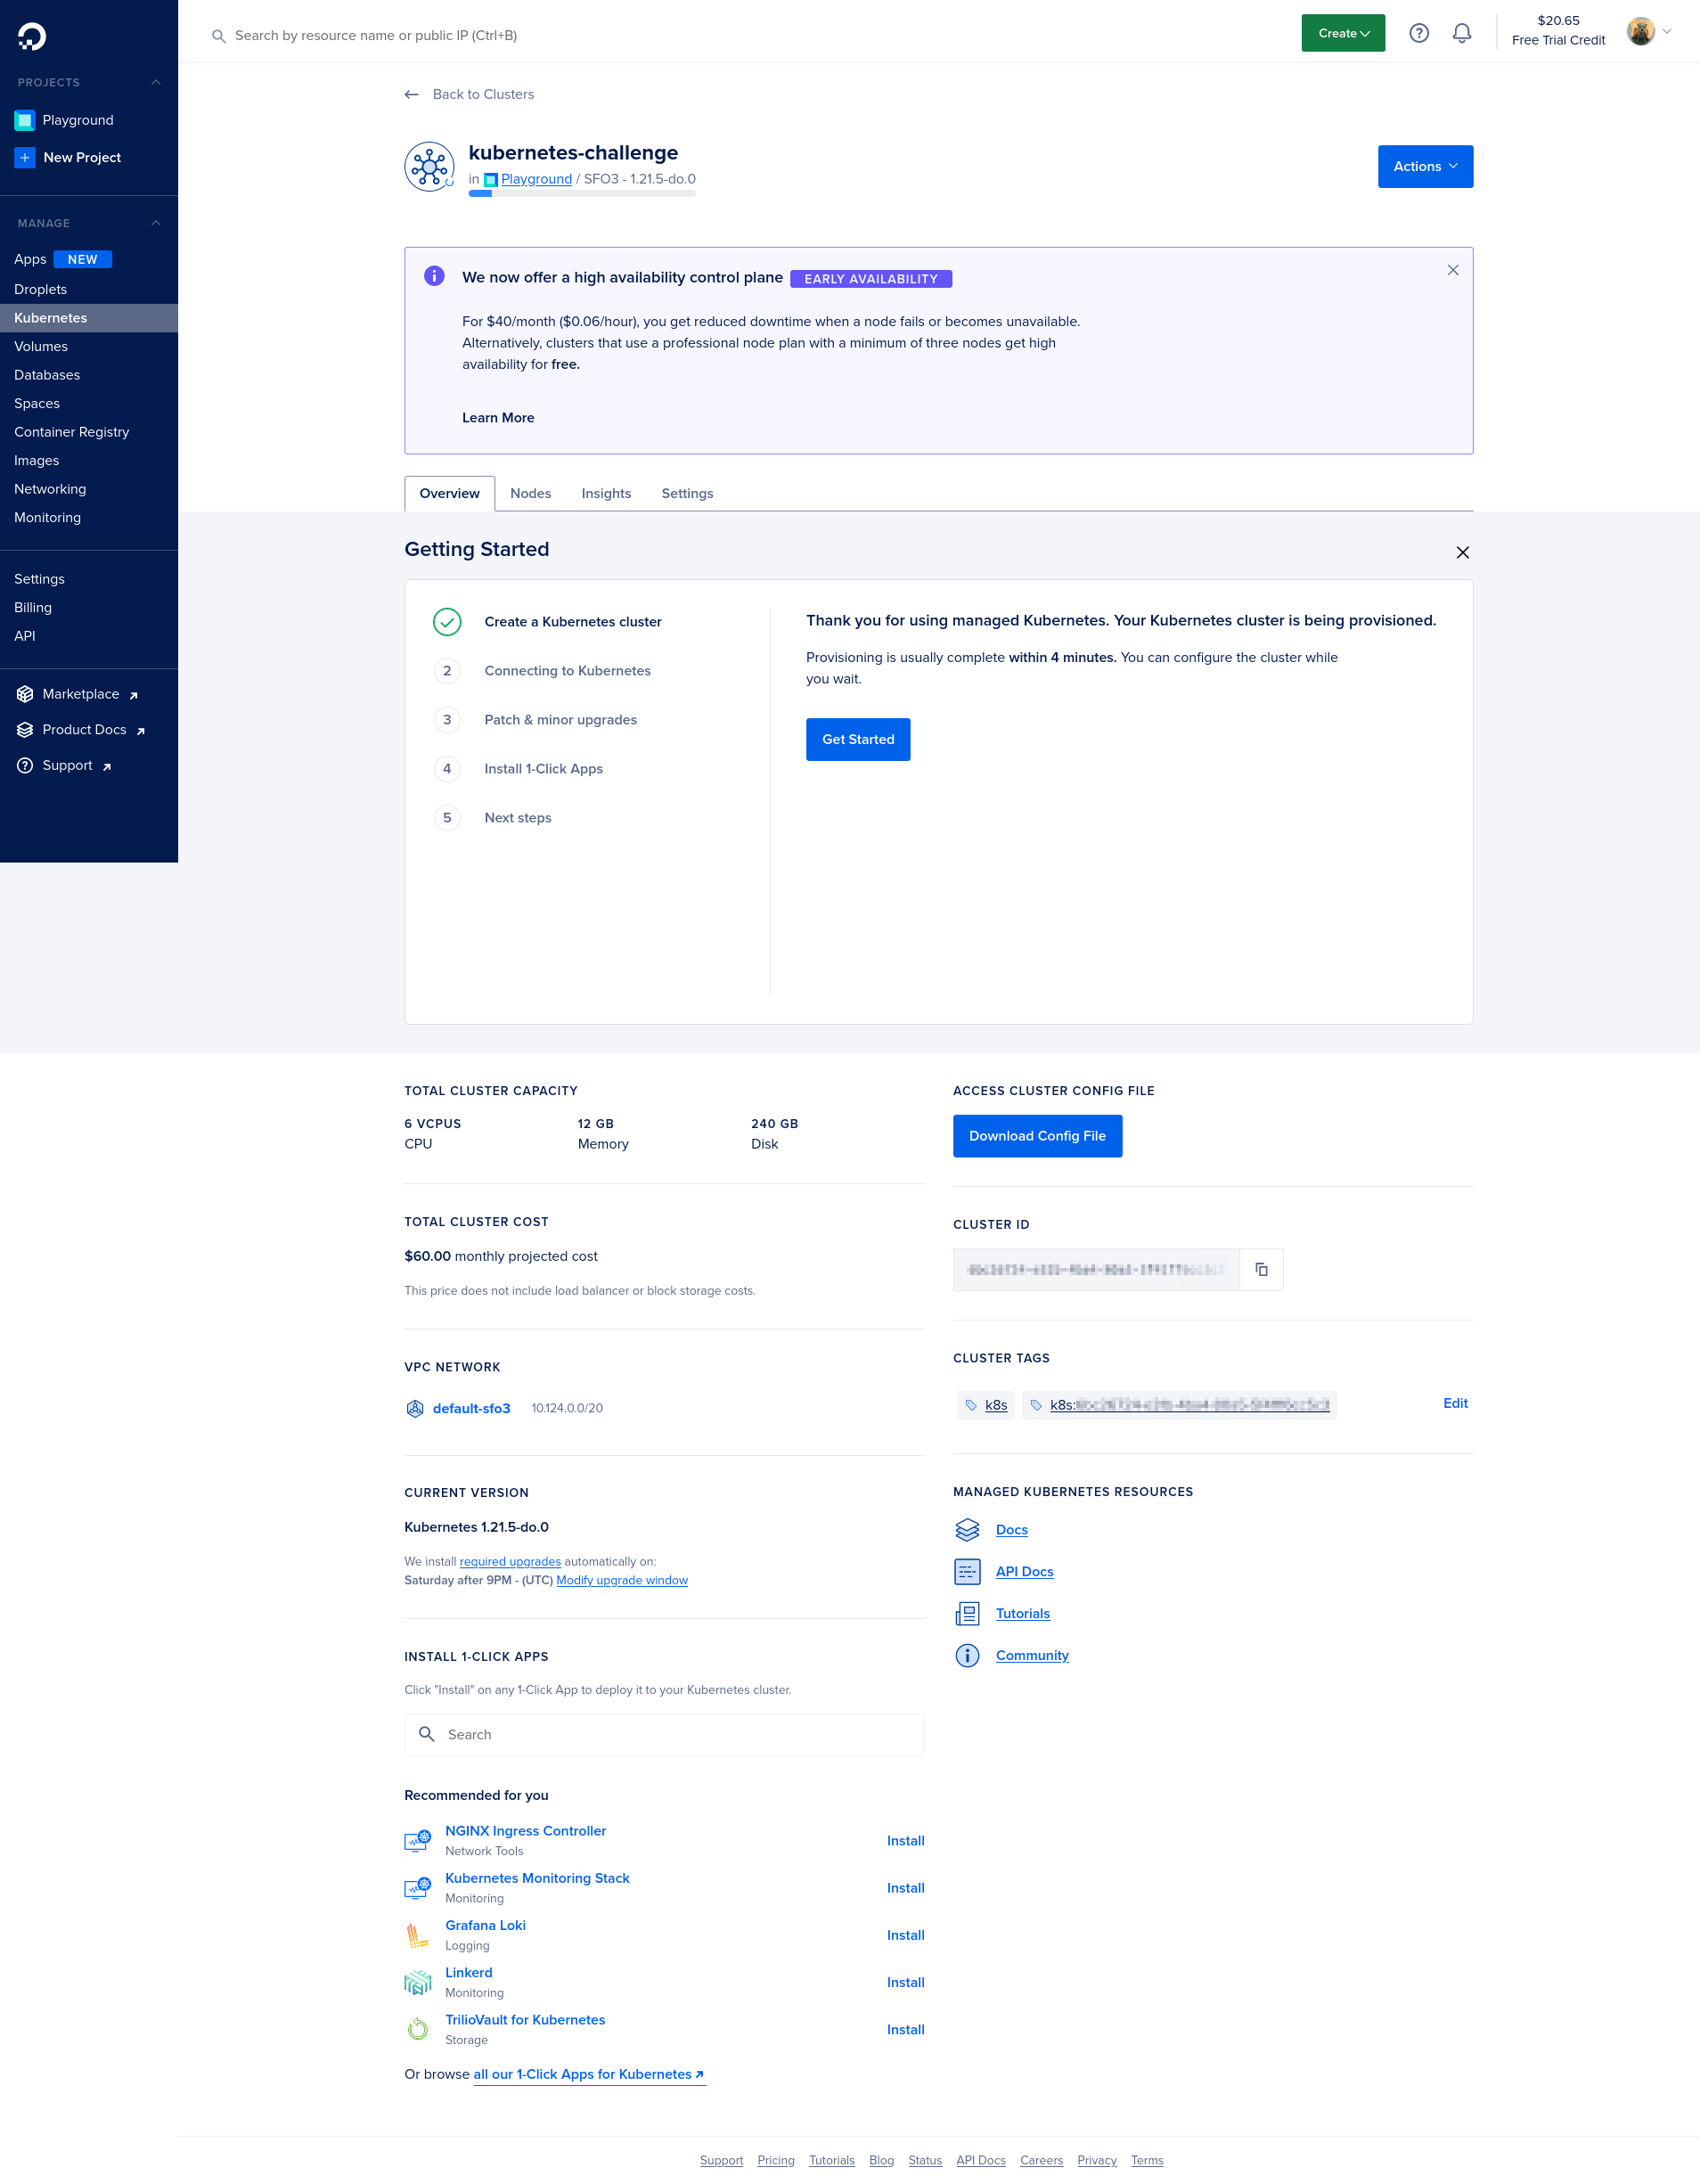 Search by resource name or public IP (Ctrl+B)
Create
$20.65
Free Trial Credit
PROJECTS
Playground
New Project
MANAGE
Apps NEW
Droplets
Kubernetes
Volumes
Databases
Spaces
Container Registry
Images
Networking
Monitoring
Settings
Billing
API
Marketplace
Product Docs
Support
Back to Clusters
kubernetes-challenge
in Playground / SFO3 - 1.21.5-do.0
Actions
We now offer a high availability control plane EARLY AVAILABILITY
For $40/month ($0.06/hour), you get reduced downtime when a node fails or becomes unavailable.
Alternatively, clusters that use a professional node plan with a minimum of three nodes get high
availability for free.
Learn More
Overview Nodes Insights Settings
Getting Started
Create a Kubernetes cluster
2 Connecting to Kubernetes
3 Patch & minor upgrades
4 Install 1-Click Apps
5 Next steps
Thank you for using managed Kubernetes. Your Kubernetes cluster is being provisioned.
Provisioning is usually complete within 4 minutes. You can configure the cluster while
you wait.
Get Started
TOTAL CLUSTER CAPACITY
6 VCPUS 12 GB 240 GB
CPU Memory Disk
TOTAL CLUSTER COST
$60.00 monthly projected cost
This price does not include load balancer or block storage costs.
VPC NETWORK
default-sfo3 10.124.0.0/20
CURRENT VERSION
Kubernetes 1.21.5-do.0
We install required upgrades automatically on:
Saturday after 9PM - (UTC) Modify upgrade window
INSTALL 1-CLICK APPS
Click "Install" on any 1-Click App to deploy it to your Kubernetes cluster.
Search
Recommended for you
NGINX Ingress Controller
Network Tools
Install
Kubernetes Monitoring Stack
Monitoring
Install
Grafana Loki
Logging
Install
Linkerd
Monitoring
Install
TrilioVault for Kubernetes
Storage
Install
Or browse all our 1-Click Apps for Kubernetes
ACCESS CLUSTER CONFIG FILE
Download Config File
CLUSTER ID
CLUSTER TAGS
k8s k8s:
Edit
MANAGED KUBERNETES RESOURCES
Docs
API Docs
Tutorials
Community
Support Pricing Tutorials Blog Status API Docs Careers Privacy Terms